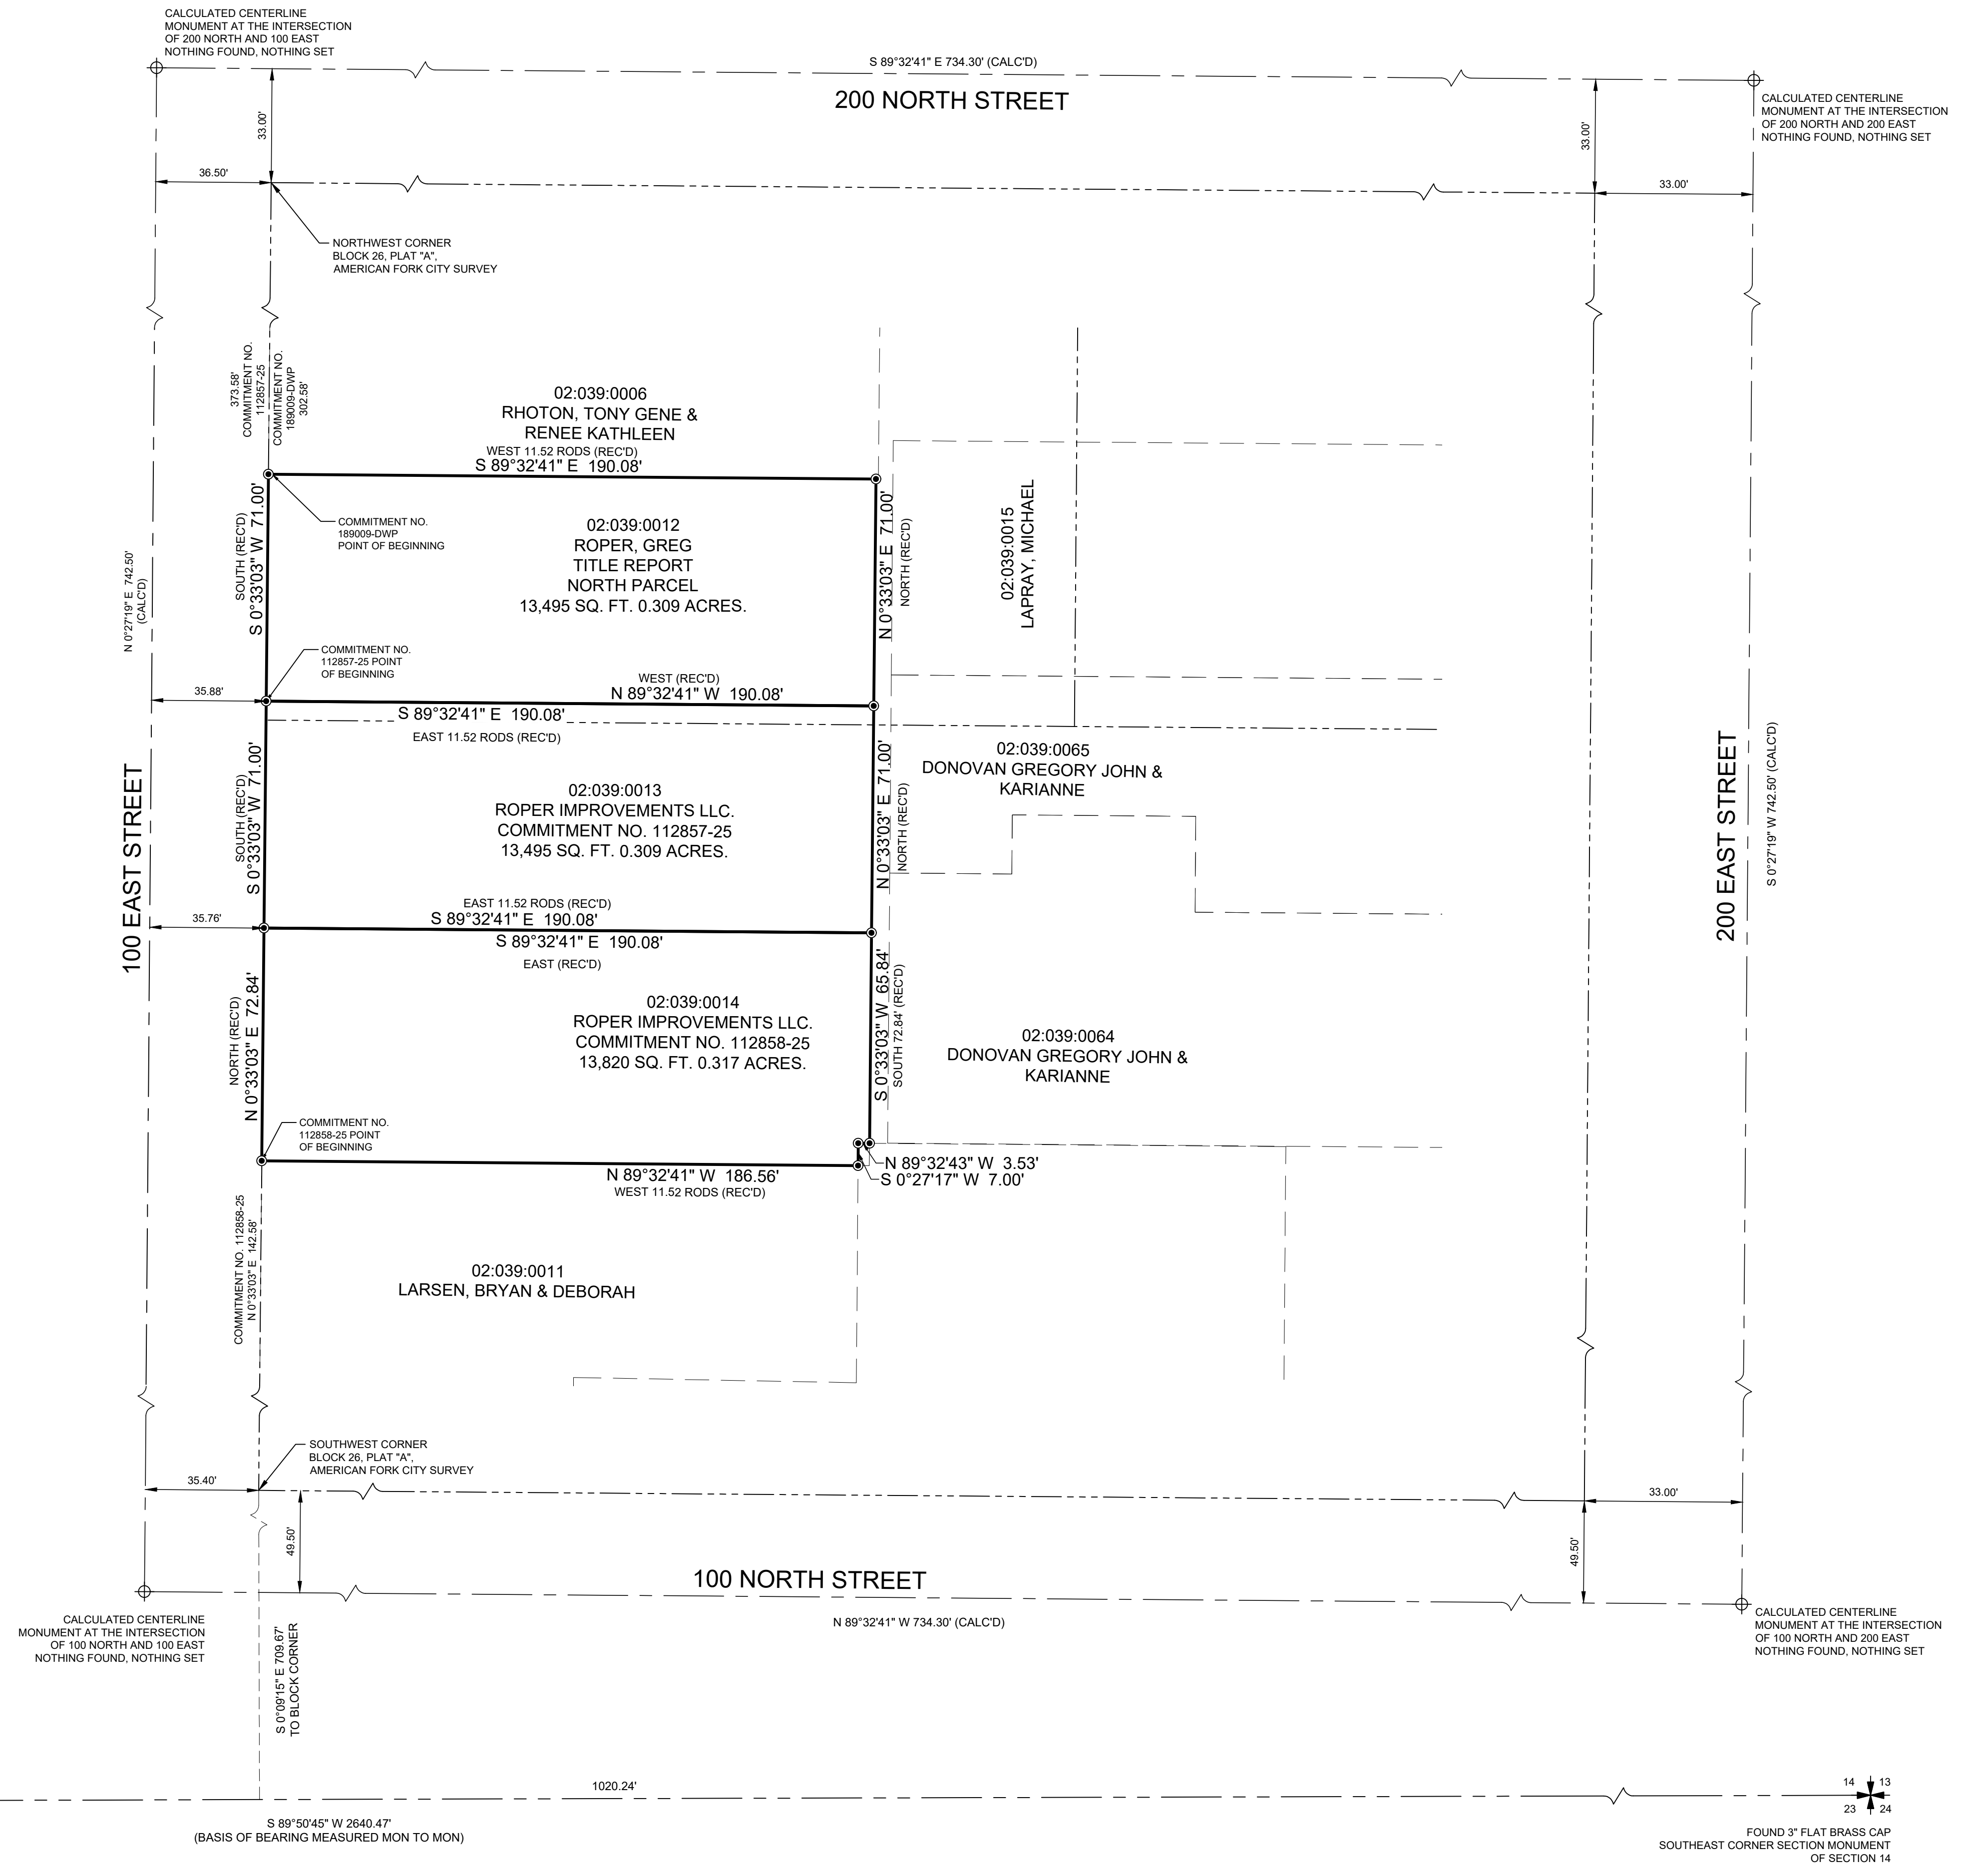 CALCULATED CENTERLINE
MONUMENT AT THE INTERSECTION
OF 200 NORTH AND 100 EAST
NOTHING FOUND, NOTHING SET
S 89°32'41" E 734.30' (CALC'D)
200 NORTH STREET
CALCULATED CENTERLINE
MONUMENT AT THE INTERSECTION
OF 200 NORTH AND 200 EAST
NOTHING FOUND, NOTHING SET
33.00'
33.00'
36.50'
33.00'
NORTHWEST CORNER
BLOCK 26, PLAT "A",
AMERICAN FORK CITY SURVEY
373.58'
COMMITMENT NO.
112857-25
COMMITMENT NO.
189009-DWP
302.58'
02:039:0006
RHOTON, TONY GENE &
RENEE KATHLEEN
WEST 11.52 RODS (REC'D)
S 89°32'41" E 190.08'
SOUTH (REC'D)
S 0°33'03" W 71.00'
COMMITMENT NO.
189009-DWP
POINT OF BEGINNING
02:039:0012
ROPER, GREG
TITLE REPORT
NORTH PARCEL
13,495 SQ. FT. 0.309 ACRES.
N 0°33'03" E 71.00'
NORTH (REC'D)
02:039:0015
LAPRAY, MICHAEL
N 0°27'19" E 742.50'
(CALC'D)
COMMITMENT NO.
112857-25 POINT
OF BEGINNING
35.88'
WEST (REC'D)
N 89°32'41" W 190.08'
S 89°32'41" E 190.08'
EAST 11.52 RODS (REC'D)
100 EAST STREET
SOUTH (REC'D)
S 0°33'03" W 71.00'
02:039:0013
ROPER IMPROVEMENTS LLC.
COMMITMENT NO. 112857-25
13,495 SQ. FT. 0.309 ACRES.
N 0°33'03" E 71.00'
NORTH (REC'D)
02:039:0065
DONOVAN GREGORY JOHN &
KARIANNE
200 EAST STREET
S 0°27'19" W 742.50' (CALC'D)
35.76'
EAST 11.52 RODS (REC'D)
S 89°32'41" E 190.08'
S 89°32'41" E 190.08'
EAST (REC'D)
NORTH (REC'D)
N 0°33'03" E 72.84'
02:039:0014
ROPER IMPROVEMENTS LLC.
COMMITMENT NO. 112858-25
13,820 SQ. FT. 0.317 ACRES.
S 0°33'03" W 65.84'
SOUTH 72.84' (REC'D)
02:039:0064
DONOVAN GREGORY JOHN &
KARIANNE
COMMITMENT NO.
112858-25 POINT
OF BEGINNING
N 89°32'43" W 3.53'
S 0°27'17" W 7.00'
N 89°32'41" W 186.56'
WEST 11.52 RODS (REC'D)
COMMITMENT NO. 112858-25
N 0°33'03" E 142.58'
02:039:0011
LARSEN, BRYAN & DEBORAH
SOUTHWEST CORNER
BLOCK 26, PLAT "A",
AMERICAN FORK CITY SURVEY
35.40'
33.00'
49.50'
49.50'
100 NORTH STREET
N 89°32'41" W 734.30' (CALC'D)
CALCULATED CENTERLINE
MONUMENT AT THE INTERSECTION
OF 100 NORTH AND 100 EAST
NOTHING FOUND, NOTHING SET
CALCULATED CENTERLINE
MONUMENT AT THE INTERSECTION
OF 100 NORTH AND 200 EAST
NOTHING FOUND, NOTHING SET
S 0°09'15" E 709.67'
TO BLOCK CORNER
1020.24'
14 13
23 24
S 89°50'45" W 2640.47'
(BASIS OF BEARING MEASURED MON TO MON)
FOUND 3" FLAT BRASS CAP
SOUTHEAST CORNER SECTION MONUMENT
OF SECTION 14